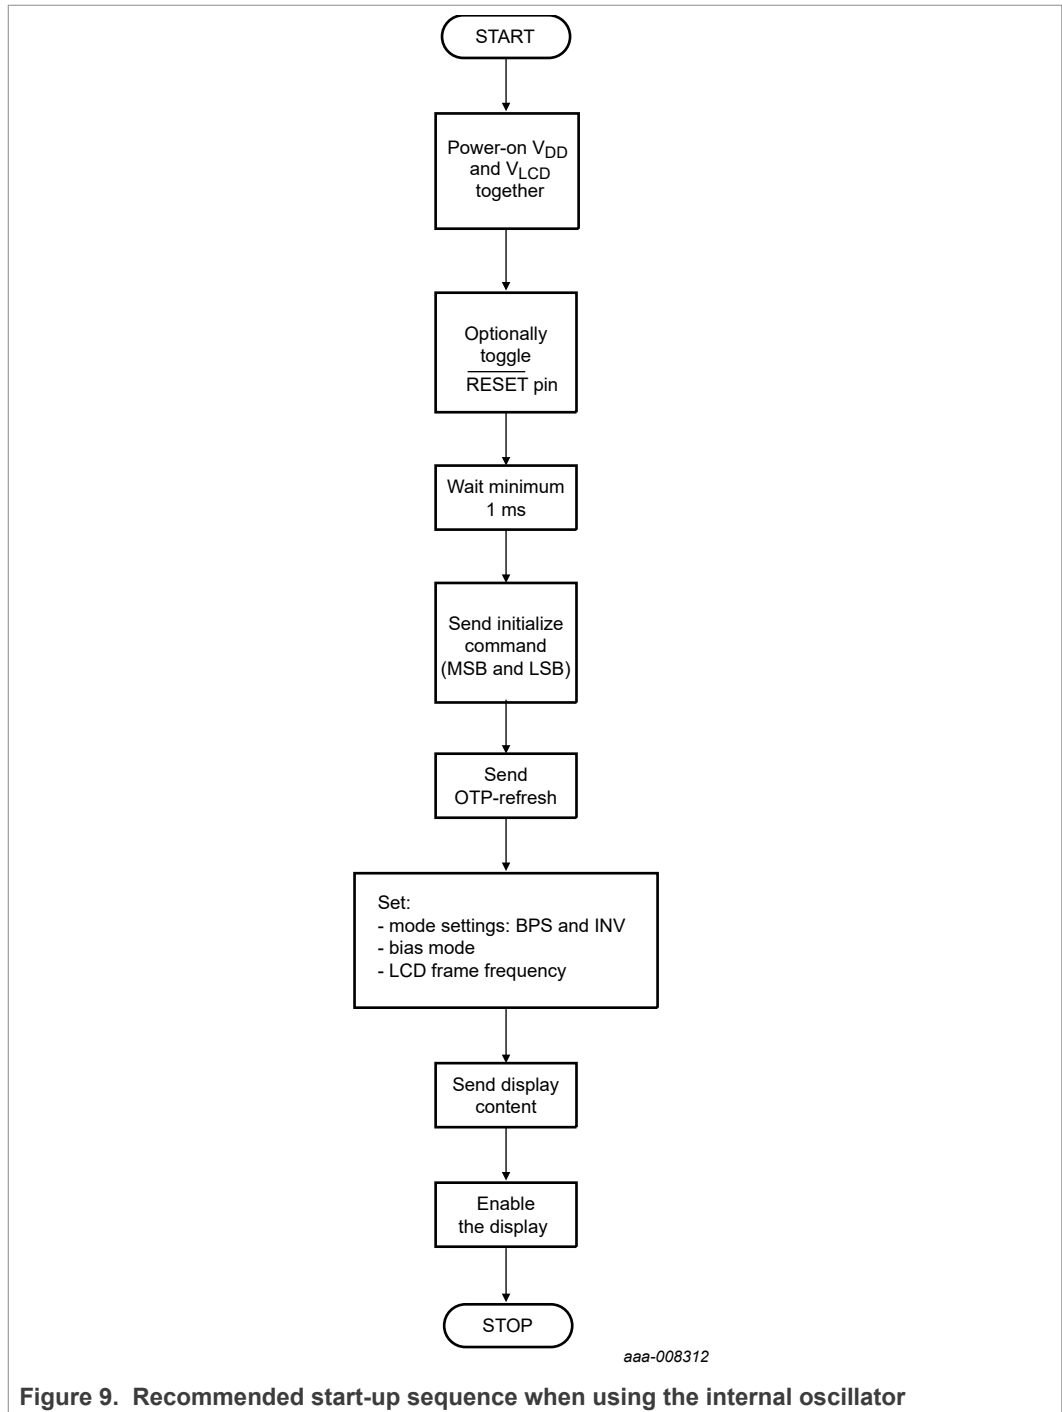 START
Power-on VDD
and VLCD
together
Optionally
toggle
RESET pin
Wait minimum
1 ms
Send initialize
command
(MSB and LSB)
Send
OTP-refresh
Set:
- mode settings: BPS and INV
- bias mode
- LCD frame frequency
Send display
content
Enable
the display
STOP
aaa-008312
Figure 9. Recommended start-up sequence when using the internal oscillator